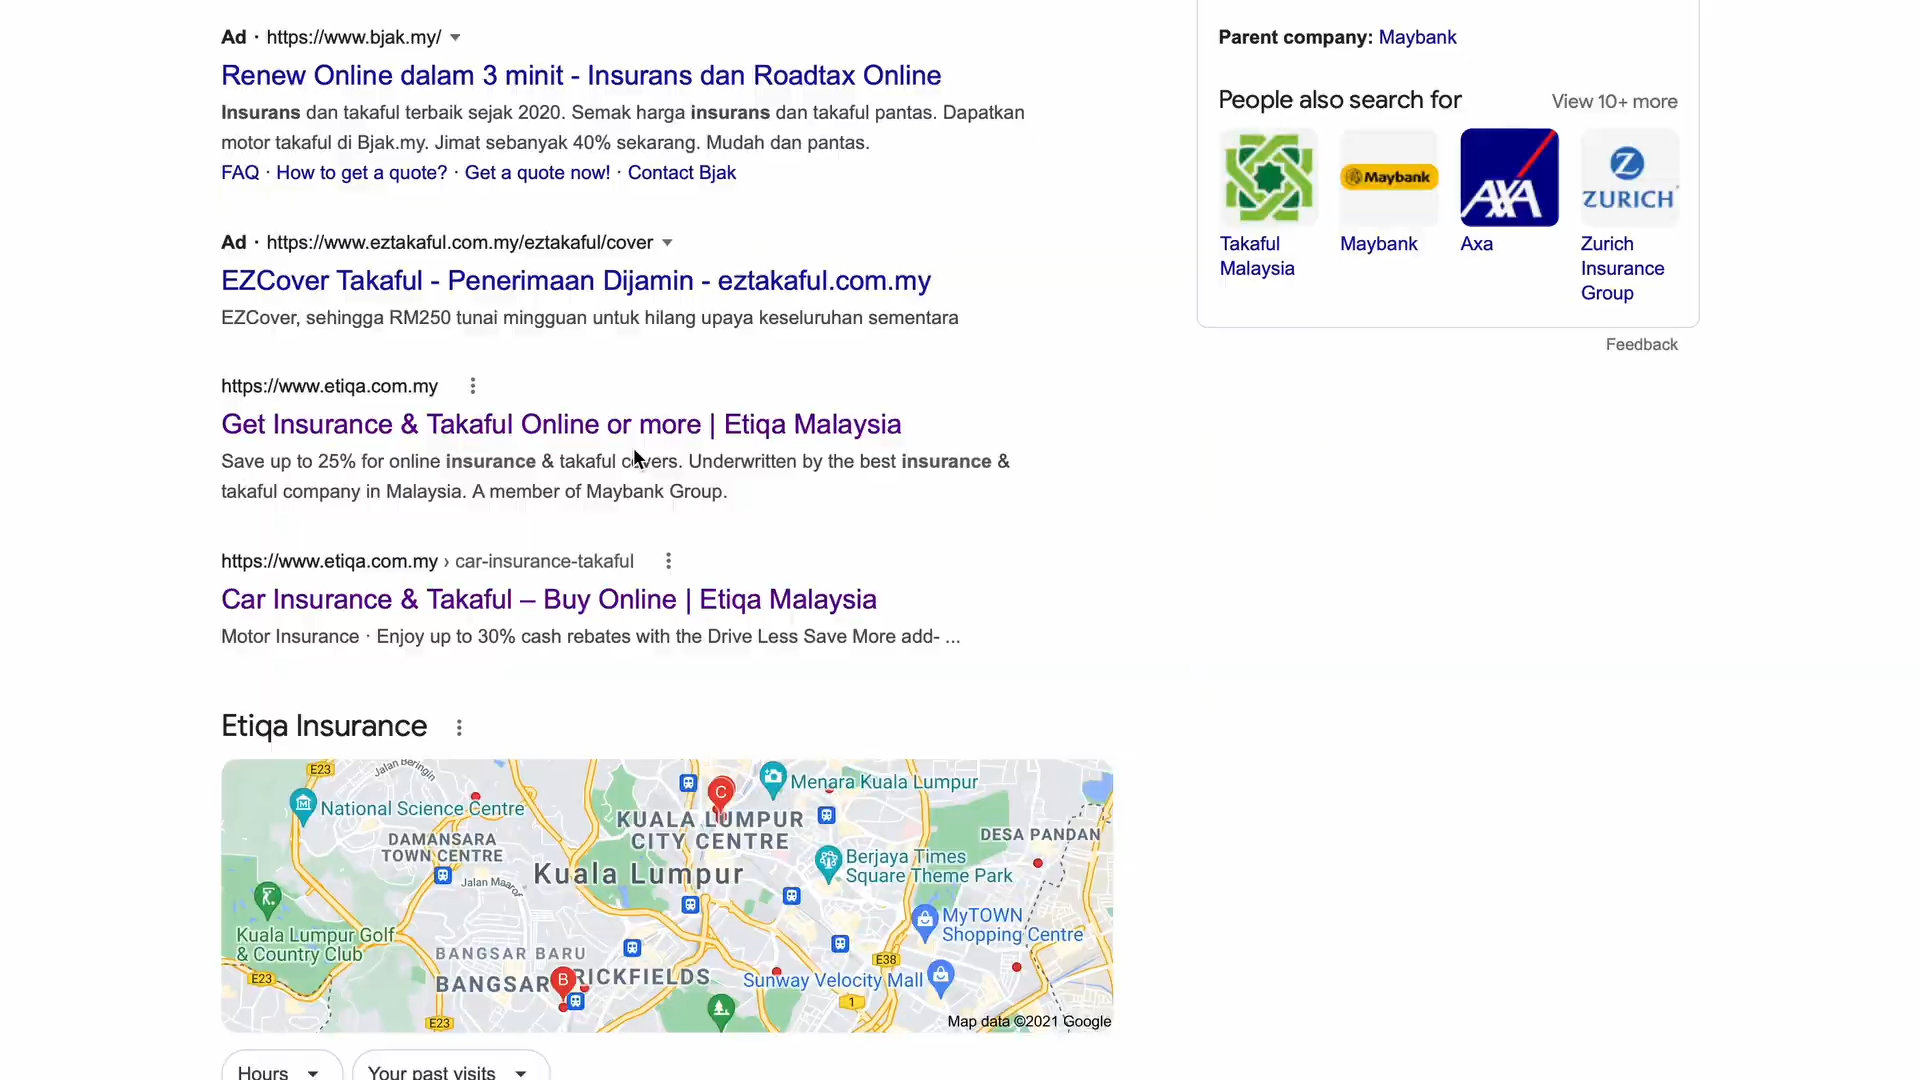 Ad · https://www.bjak.my/
Renew Online dalam 3 minit - Insurans dan Roadtax Online
Insurans dan takaful terbaik sejak 2020. Semak harga insurans dan takaful pantas. Dapatkan
motor takaful di Bjak.my. Jimat sebanyak 40% sekarang. Mudah dan pantas.
FAQ · How to get a quote? · Get a quote now! · Contact Bjak
Ad · https://www.eztakaful.com.my/eztakaful/cover
EZCover Takaful - Penerimaan Dijamin - eztakaful.com.my
EZCover, sehingga RM250 tunai mingguan untuk hilang upaya keseluruhan sementara
https://www.etiqa.com.my
Get Insurance & Takaful Online or more | Etiqa Malaysia
Save up to 25% for online insurance & takaful covers. Underwritten by the best insurance &
takaful company in Malaysia. A member of Maybank Group.
https://www.etiqa.com.my › car-insurance-takaful
Car Insurance & Takaful – Buy Online | Etiqa Malaysia
Motor Insurance · Enjoy up to 30% cash rebates with the Drive Less Save More add- ...
Etiqa Insurance
E23
Jalan Beringin
Menara Kuala Lumpur
C
National Science Centre
KUALA LUMPUR
CITY CENTRE
DESA PANDAN
DAMANSARA
TOWN CENTRE
Berjaya Times
Square Theme Park
Kuala Lumpur
Jalan Maarof
MyTOWN
Shopping Centre
Kuala Lumpur Golf
& Country Club
BANGSAR BARU
E38
E23
BANGSAR
B
RICKFIELDS
Sunway Velocity Mall
1
E23
Map data ©2021 Google
Hours
Your past visits
Parent company: Maybank
People also search for
View 10+ more
Maybank
AXA
Z
ZURICH
Takaful
Malaysia
Maybank
Axa
Zurich
Insurance
Group
Feedback